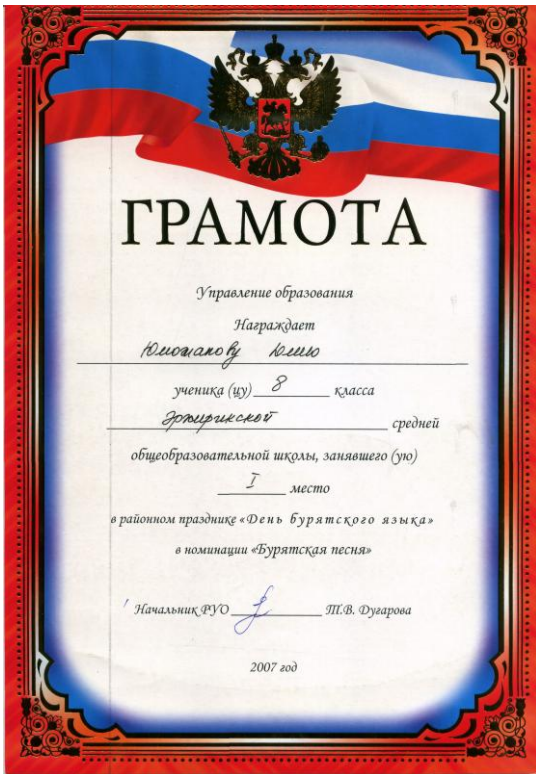 ГРАМОТА
Управление образования
Награждает
Юлию
ученика (цу) 8 класса
Эрхирикской средней
общеобразовательной школы, занявшего (ую)
I место
в районном празднике «День бурятского языка»
в номинации «Бурятская песня»
Начальник РУО Т.В. Дугарова
2007 год